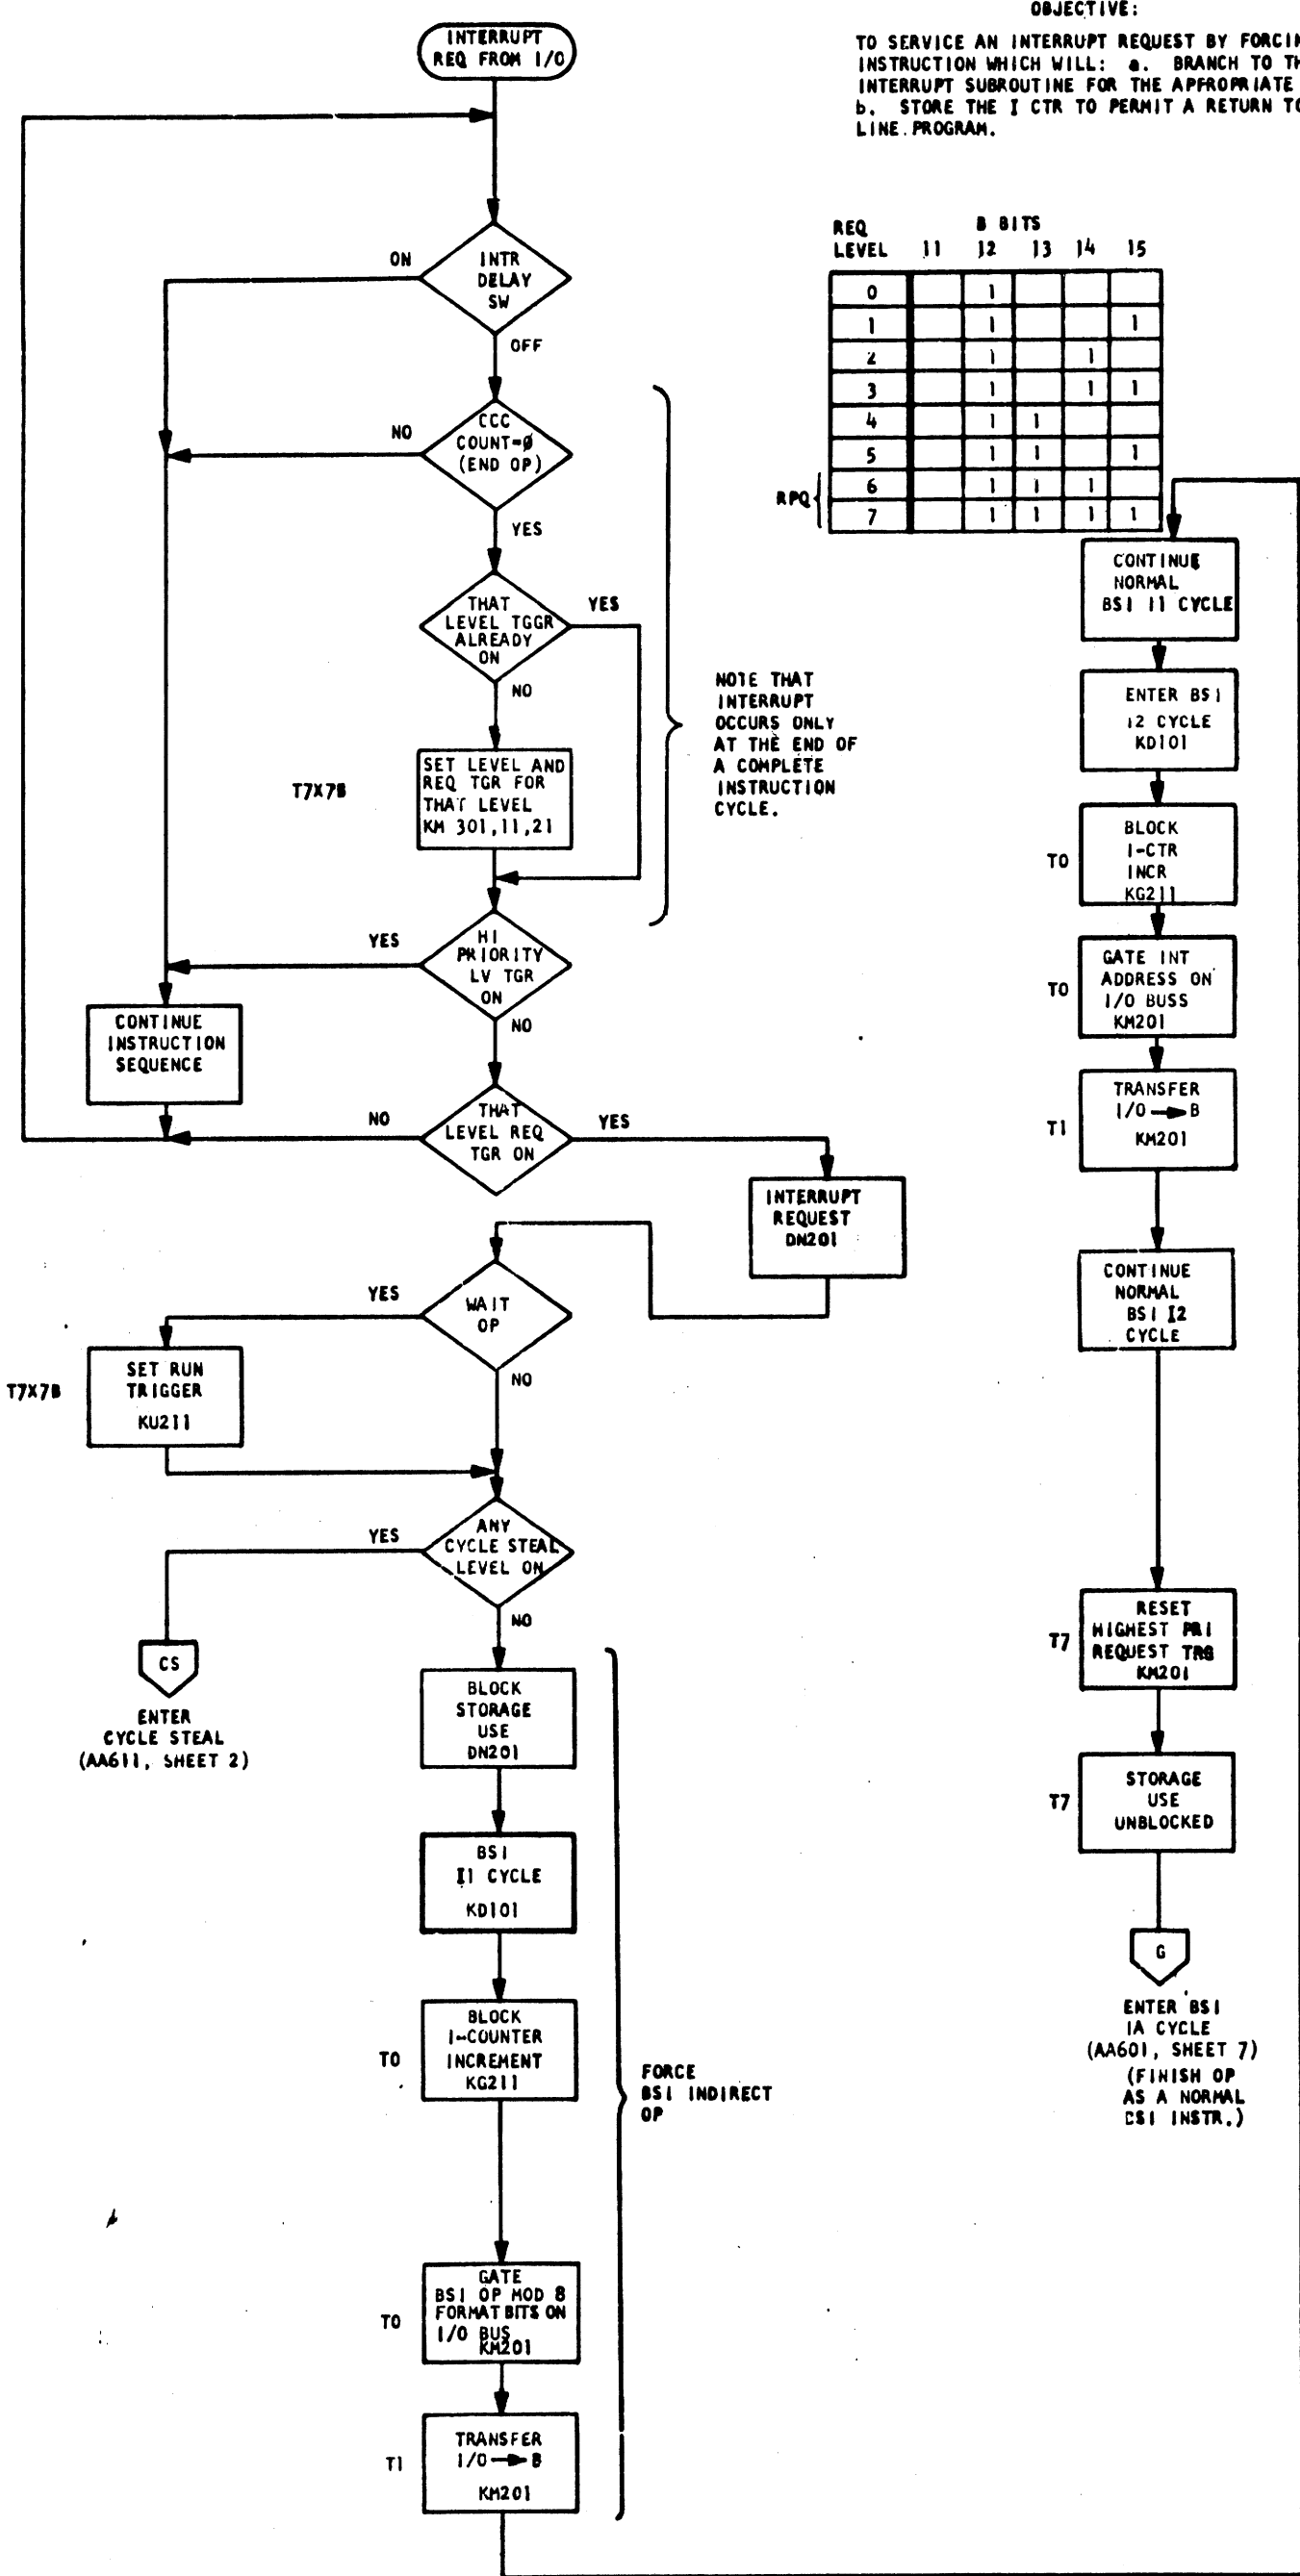 OBJECTIVE:
TO SERVICE AN INTERRUPT REQUEST BY FORCIN
INSTRUCTION WHICH WILL: a. BRANCH TO TH
INTERRUPT SUBROUTINE FOR THE APPROPRIATE
b. STORE THE I CTR TO PERMIT A RETURN TO
LINE PROGRAM.
INTERRUPT
REQ FROM I/O
INTR
DELAY
SW
ON
OFF
CCC
COUNT=Ø
(END OP)
NO
YES
THAT
LEVEL TGGR
ALREADY
ON
YES
NO
T7X7B
SET LEVEL AND
REQ TGR FOR
THAT LEVEL
KM 301,11,21
NOTE THAT
INTERRUPT
OCCURS ONLY
AT THE END OF
A COMPLETE
INSTRUCTION
CYCLE.
HI
PRIORITY
LV TGR
ON
YES
NO
CONTINUE
INSTRUCTION
SEQUENCE
THAT
LEVEL REQ
TGR ON
NO
YES
INTERRUPT
REQUEST
DN201
WAIT
OP
YES
NO
T7X7B
SET RUN
TRIGGER
KU211
ANY
CYCLE STEAL
LEVEL ON
YES
NO
CS
ENTER
CYCLE STEAL
(AA611, SHEET 2)
BLOCK
STORAGE
USE
DN201
BSI
I1 CYCLE
KD101
T0
BLOCK
I-COUNTER
INCREMENT
KG211
FORCE
BSI INDIRECT
OP
T0
GATE
BSI OP MOD 8
FORMAT BITS ON
I/O BUS
KM201
T1
TRANSFER
I/O → B
KM201
REQ B BITS
LEVEL 11 12 13 14 15
0 1
1 1 1
2 1 1
3 1 1 1
4 1 1
5 1 1 1
RPQ
6 1 1 1
7 1 1 1 1
CONTINUE
NORMAL
BSI I1 CYCLE
ENTER BSI
I2 CYCLE
KD101
T0
BLOCK
I-CTR
INCR
KG211
T0
GATE INT
ADDRESS ON
I/O BUSS
KM201
T1
TRANSFER
I/O → B
KM201
CONTINUE
NORMAL
BSI I2
CYCLE
T7
RESET
HIGHEST PRI
REQUEST TRG
KM201
T7
STORAGE
USE
UNBLOCKED
G
ENTER BSI
IA CYCLE
(AA601, SHEET 7)
(FINISH OP
AS A NORMAL
BSI INSTR.)